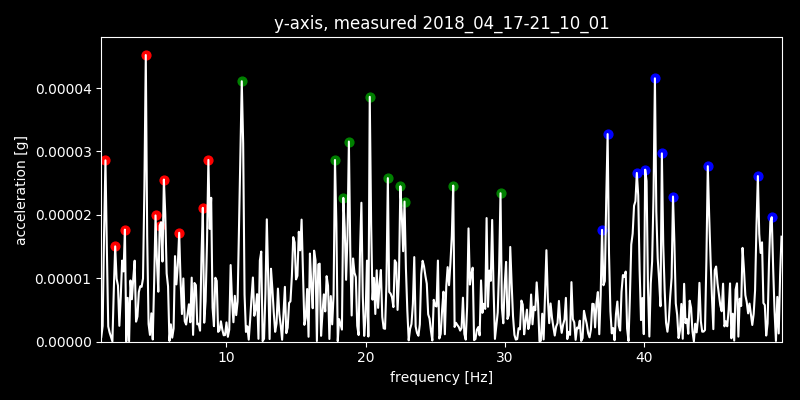 y-axis, measured 2018_04_17-21_10_01
acceleration [g]
0.00004
0.00003
0.00002
0.00001
0.00000
10 20 30 40
frequency [Hz]